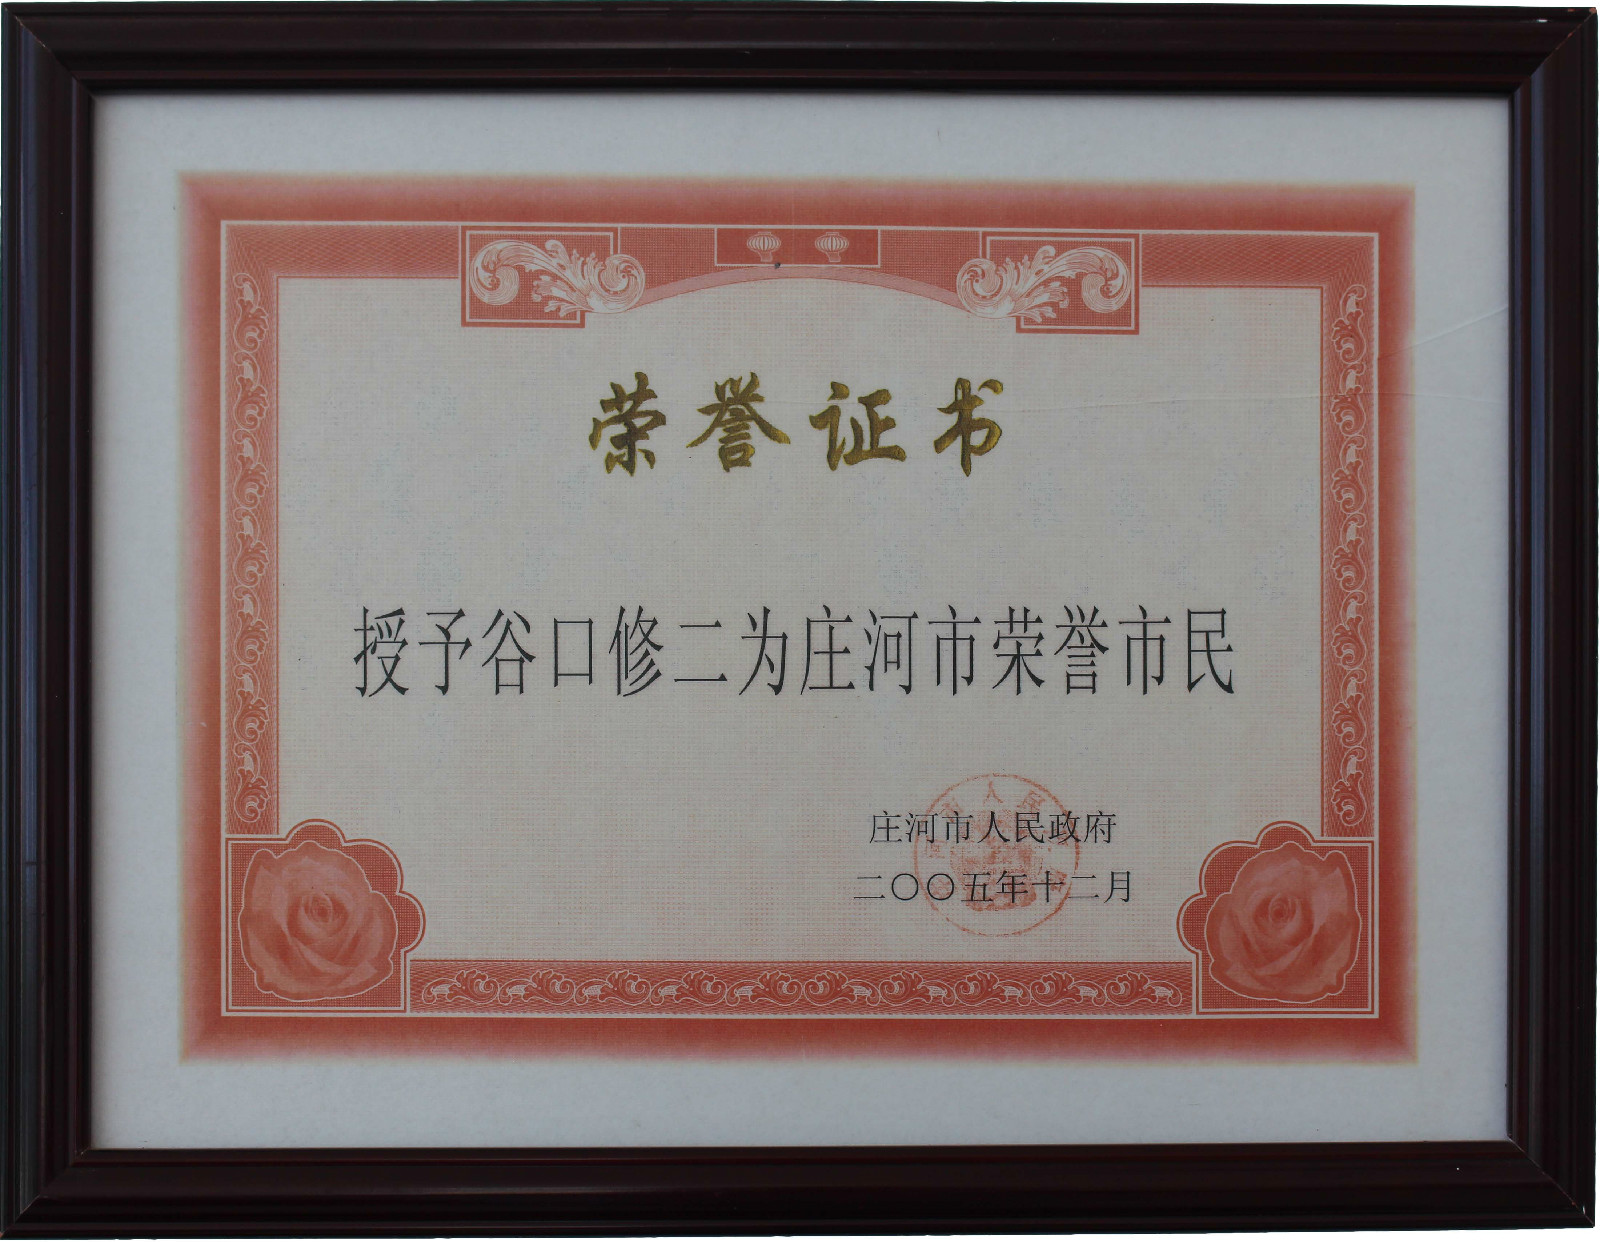 荣誉证书
授予谷口修二为庄河市荣誉市民
庄河市人民政府
二〇〇五年十二月